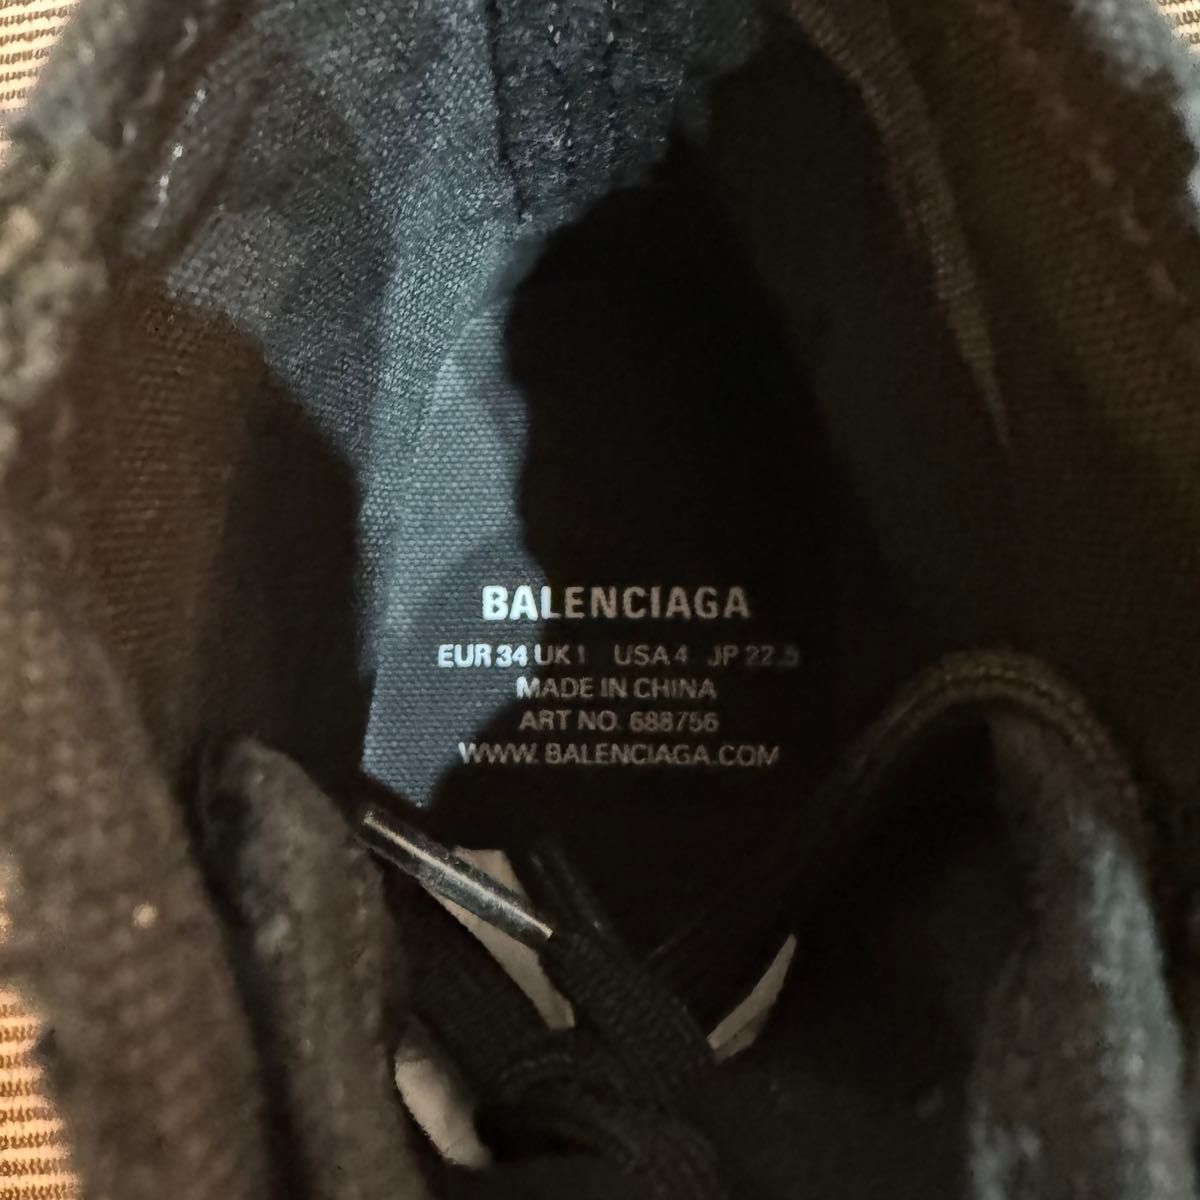 BALENCIAGA
EUR 34 UK 1 USA 4 JP 22.5
MADE IN CHINA
ART NO. 688756
WWW.BALENCIAGA.COM